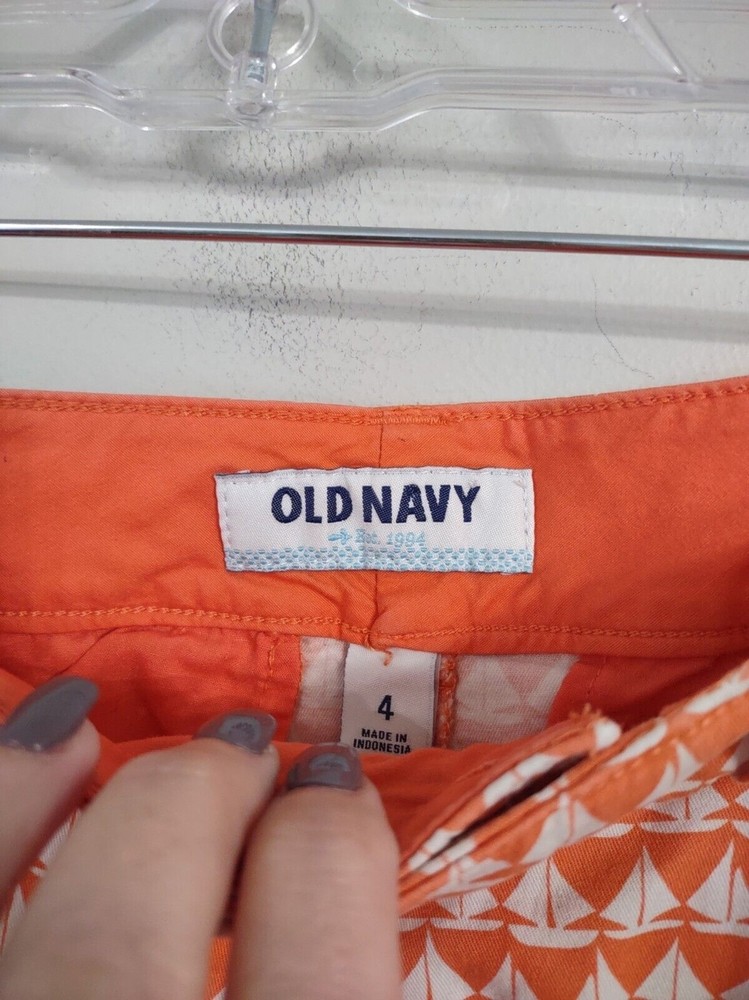 OLD NAVY
Est. 1994
4
MADE IN
INDONESIA